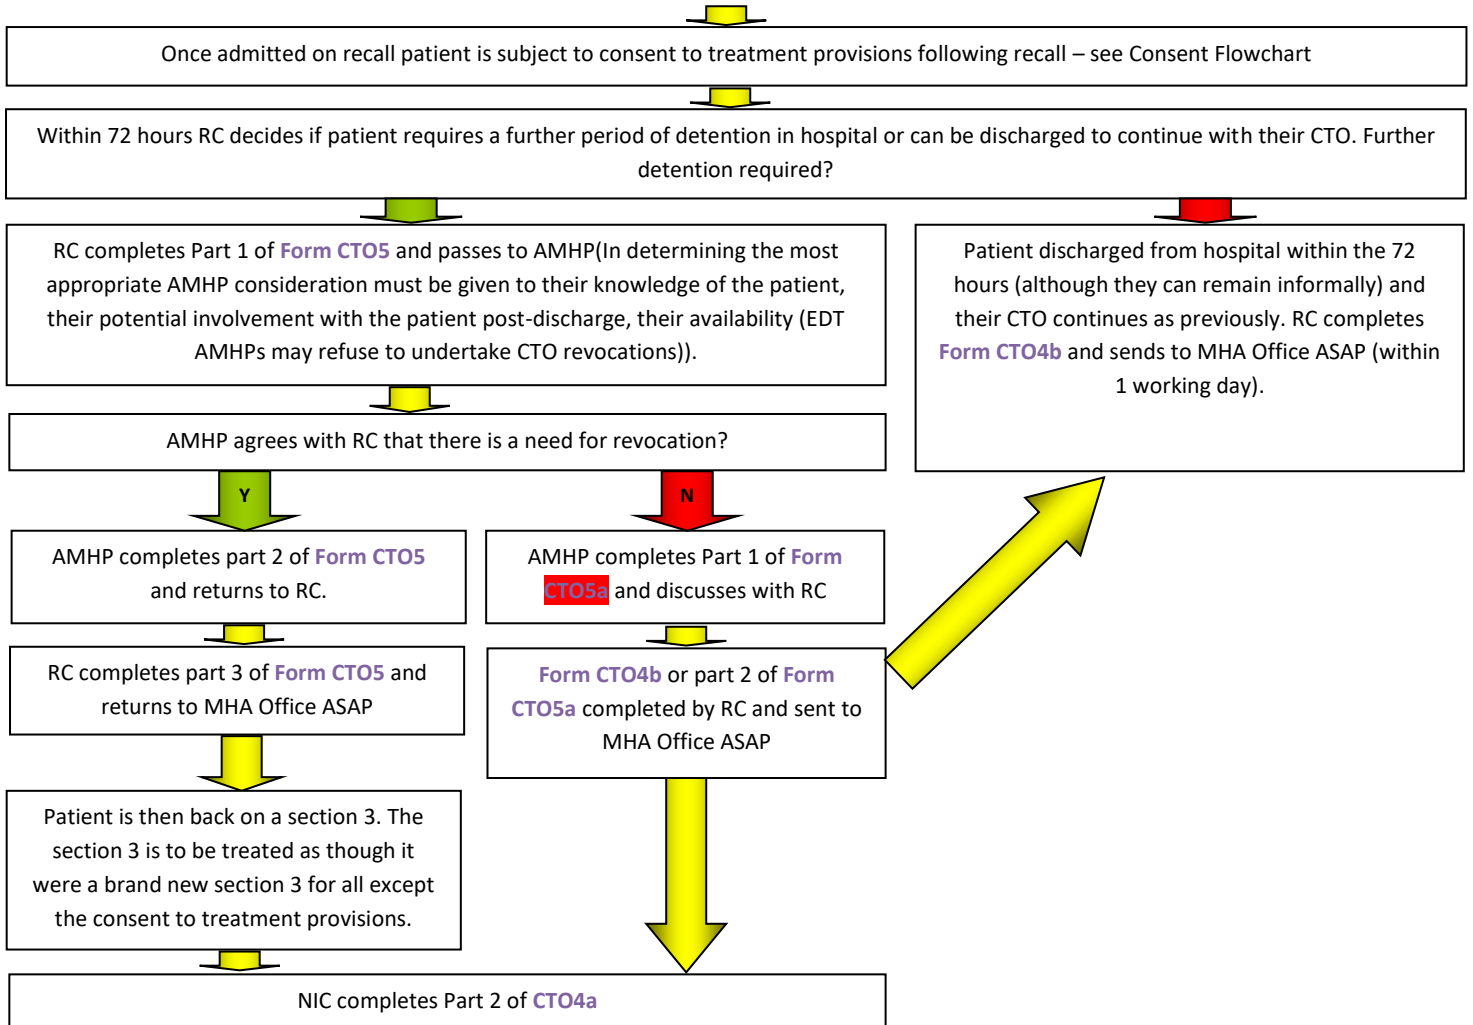 Once admitted on recall patient is subject to consent to treatment provisions following recall – see Consent Flowchart
Within 72 hours RC decides if patient requires a further period of detention in hospital or can be discharged to continue with their CTO. Further
detention required?
RC completes Part 1 of Form CTO5 and passes to AMHP(In determining the most
appropriate AMHP consideration must be given to their knowledge of the patient,
their potential involvement with the patient post-discharge, their availability (EDT
AMHPs may refuse to undertake CTO revocations)).
Patient discharged from hospital within the 72
hours (although they can remain informally) and
their CTO continues as previously. RC completes
Form CTO4b and sends to MHA Office ASAP (within
1 working day).
AMHP agrees with RC that there is a need for revocation?
Y
N
AMHP completes part 2 of Form CTO5
and returns to RC.
AMHP completes Part 1 of Form
CTO5a and discusses with RC
RC completes part 3 of Form CTO5 and
returns to MHA Office ASAP
Form CTO4b or part 2 of Form
CTO5a completed by RC and sent to
MHA Office ASAP
Patient is then back on a section 3. The
section 3 is to be treated as though it
were a brand new section 3 for all except
the consent to treatment provisions.
NIC completes Part 2 of CTO4a